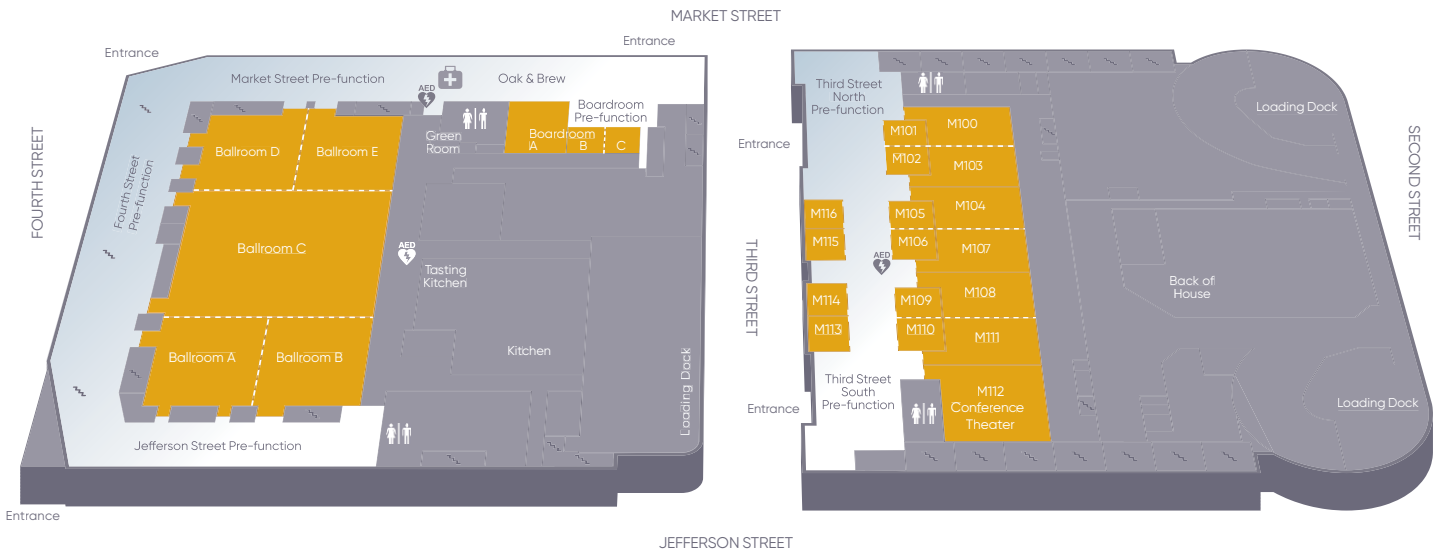 MARKET STREET
Entrance
Entrance
Market Street Pre-function
Oak & Brew
AED
Boardroom
Pre-function
Green
Room
Boardroom
A
B
C
Ballroom D
Ballroom E
FOURTH STREET
Fourth Street
Pre-function
Ballroom C
AED
Tasting
Kitchen
Ballroom A
Ballroom B
Kitchen
Loading Dock
Jefferson Street Pre-function
Entrance
Third Street
North
Pre-function
Loading Dock
M100
M101
M102
M103
Entrance
SECOND STREET
M104
M116
M105
M115
M106
M107
AED
THIRD STREET
Back of
House
M108
M114
M109
M113
M110
M111
Third Street
South
Pre-function
M112
Conference
Theater
Entrance
Loading Dock
JEFFERSON STREET